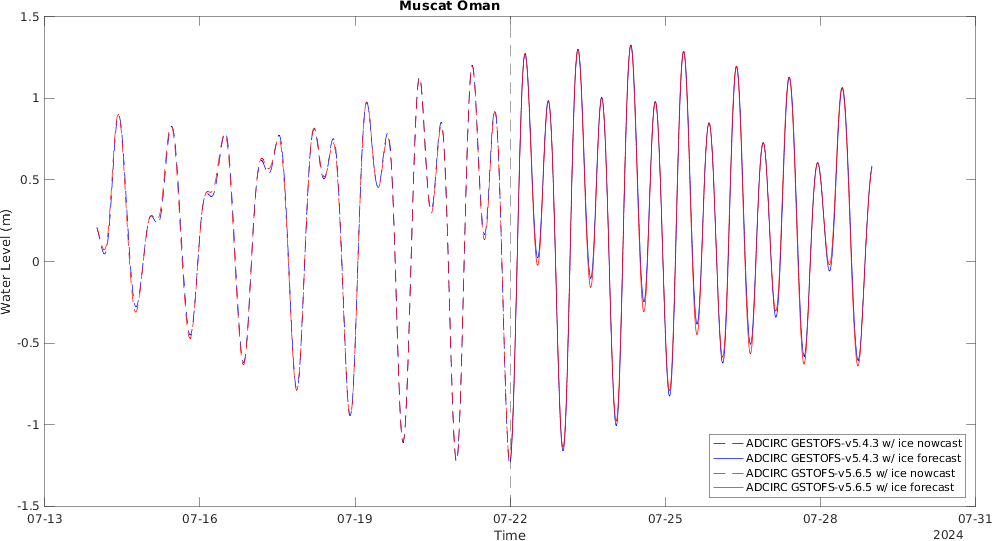 Muscat Oman
1.5
1
0.5
0
-0.5
-1
-1.5
Water Level (m)
07-13
07-16
07-19
07-22
07-25
07-28
07-31
Time
2024
ADCIRC GESTOFS-v5.4.3 w/ ice nowcast
ADCIRC GESTOFS-v5.4.3 w/ ice forecast
ADCIRC GSTOFS-v5.6.5 w/ ice nowcast
ADCIRC GSTOFS-v5.6.5 w/ ice forecast